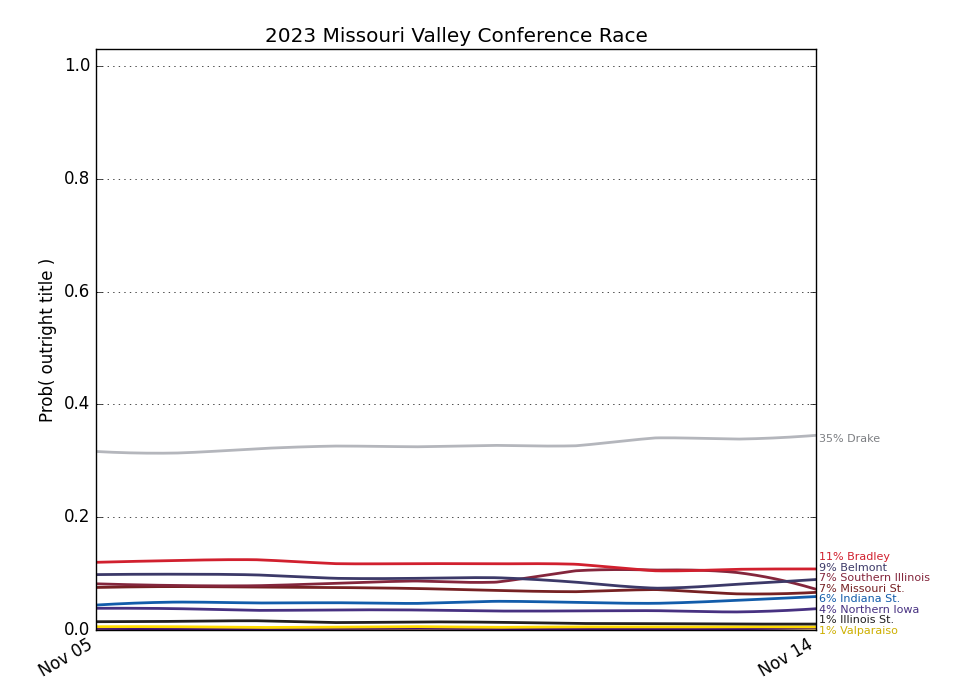 2023 Missouri Valley Conference Race
Prob( outright title )
1.0
0.8
0.6
0.4
0.2
0.0
35% Drake
11% Bradley
9% Belmont
7% Southern Illinois
7% Missouri St.
6% Indiana St.
4% Northern Iowa
1% Illinois St.
1% Valparaiso
Nov 05
Nov 14